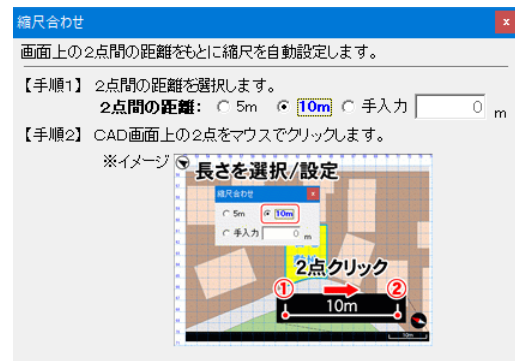 縮尺合わせ
x
画面上の2点間の距離をもとに縮尺を自動設定します。
【手順1】 2点間の距離を選択します。
2点間の距離: 5m 10m 手入力 0 m
【手順2】 CAD画面上の2点をマウスでクリックします。
※イメージ
長さを選択/設定
縮尺合わせ
x
5m 10m
手入力 0 m
2点クリック
① ②
10m
10m